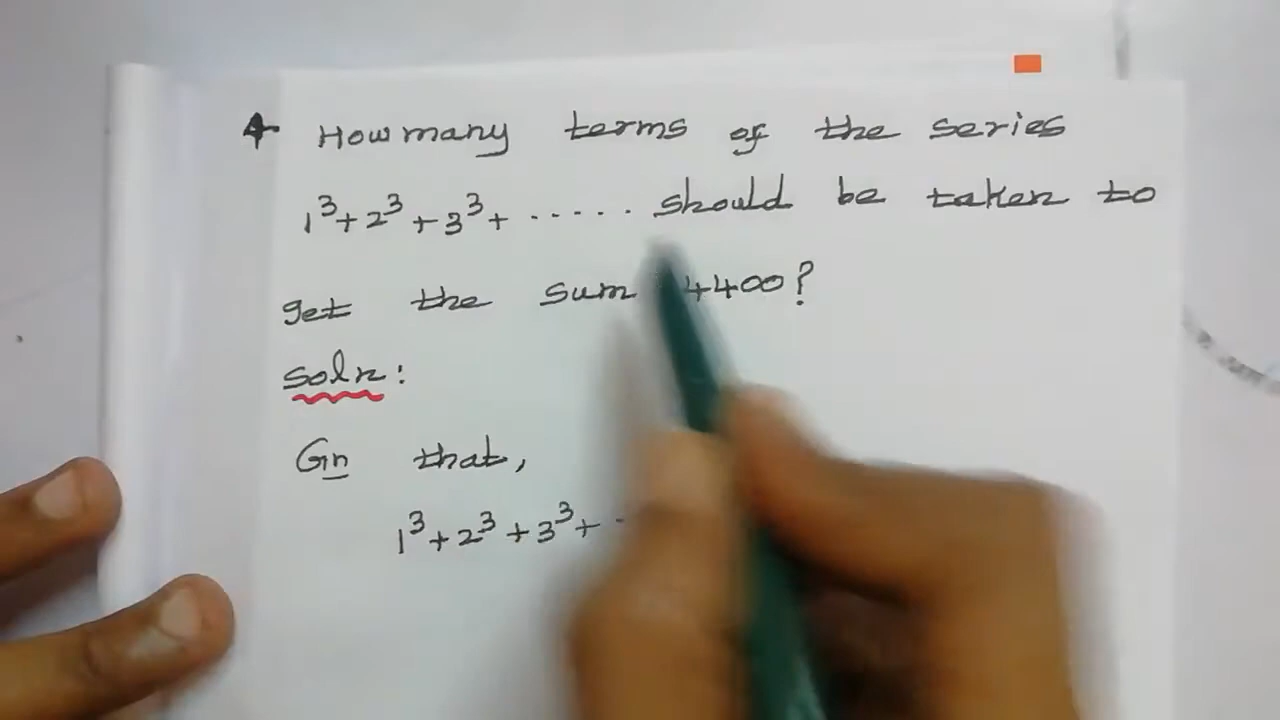 4 How many terms of the series
1³+2³+3³+ ..... should be taken to
get the sum 4400?
Soln:
Gn that,
1³+2³+3³+ ..